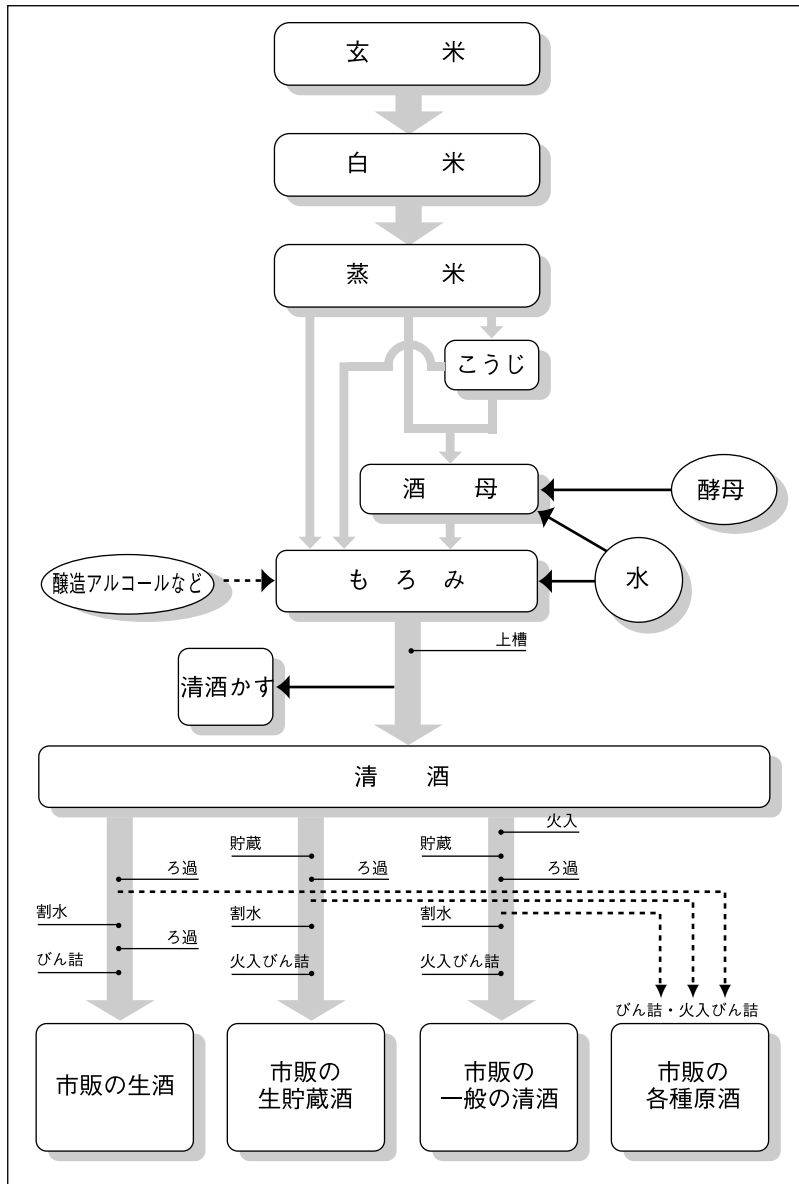 玄米
白米
蒸米
こうじ
酒母
酵母
醸造アルコールなど
もろみ
水
上槽
清酒かす
清酒
火入
貯蔵
貯蔵
ろ過
ろ過
ろ過
割水
割水
割水
ろ過
びん詰
火入びん詰
火入びん詰
びん詰・火入びん詰
市販の生酒
市販の
生貯蔵酒
市販の
一般の清酒
市販の
各種原酒